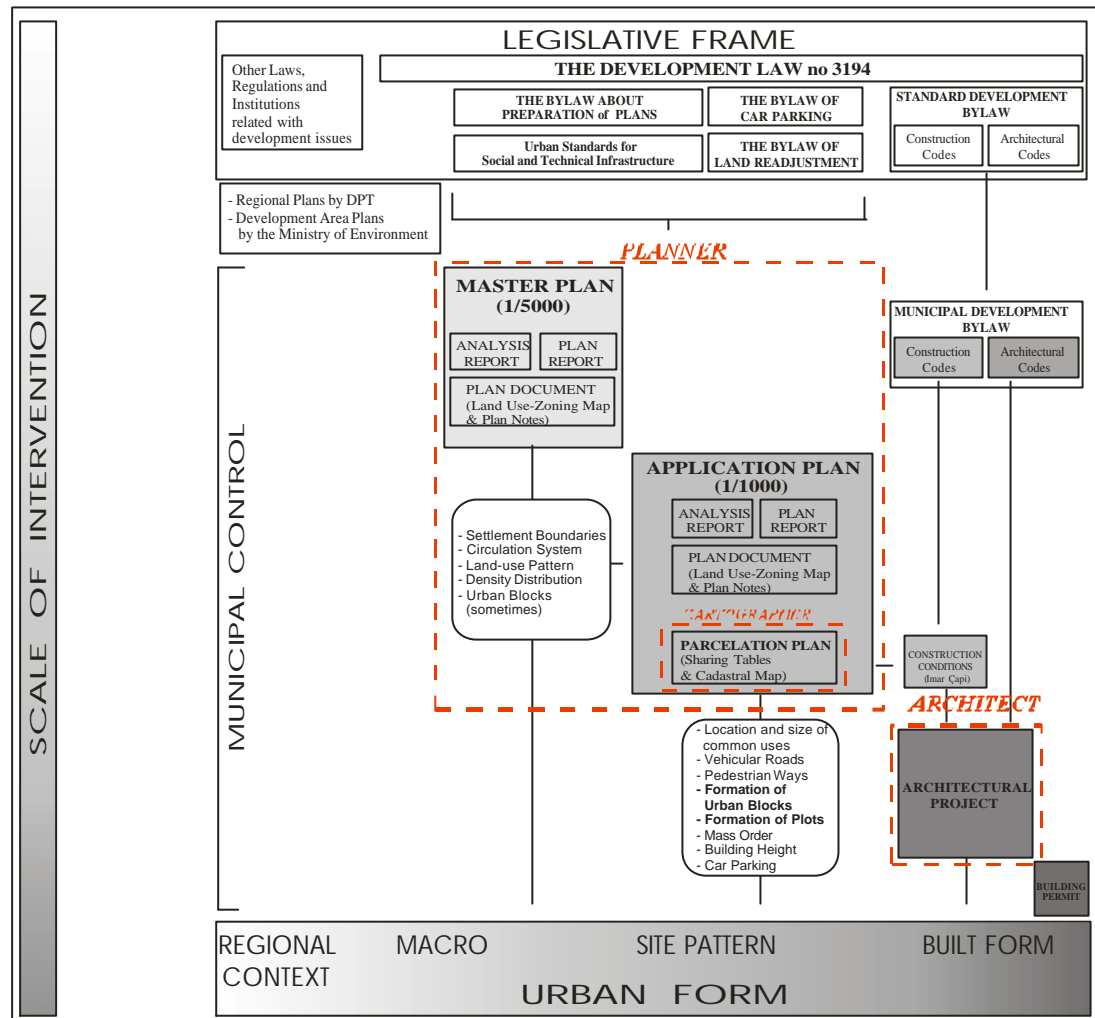 LEGISLATIVE FRAME
THE DEVELOPMENT LAW no 3194
Other Laws,
Regulations and
Institutions
related with
development issues
THE BYLAW ABOUT
PREPARATION of PLANS
THE BYLAW OF
CAR PARKING
Urban Standards for
Social and Technical Infrastructure
THE BYLAW OF
LAND READJUSTMENT
STANDARD DEVELOPMENT
BYLAW
Construction
Codes
Architectural
Codes
- Regional Plans by DPT
- Development Area Plans
by the Ministry of Environment
PLANNER
MASTER PLAN
(1/5000)
ANALYSIS
REPORT
PLAN
REPORT
PLAN DOCUMENT
(Land Use-Zoning Map
& Plan Notes)
MUNICIPAL DEVELOPMENT
BYLAW
Construction
Codes
Architectural
Codes
SCALE OF INTERVENTION
MUNICIPAL CONTROL
- Settlement Boundaries
- Circulation System
- Land-use Pattern
- Density Distribution
- Urban Blocks
(sometimes)
APPLICATION PLAN
(1/1000)
ANALYSIS
REPORT
PLAN
REPORT
PLAN DOCUMENT
(Land Use-Zoning Map
& Plan Notes)
CARTOGRAPHER
PARCELATION PLAN
(Sharing Tables
& Cadastral Map)
CONSTRUCTION
CONDITIONS
(Imar Çapi)
ARCHITECT
ARCHITECTURAL
PROJECT
- Location and size of
common uses
- Vehicular Roads
- Pedestrian Ways
- Formation of
Urban Blocks
- Formation of Plots
- Mass Order
- Building Height
- Car Parking
BUILDING
PERMIT
REGIONAL
CONTEXT
MACRO
SITE PATTERN
BUILT FORM
URBAN FORM